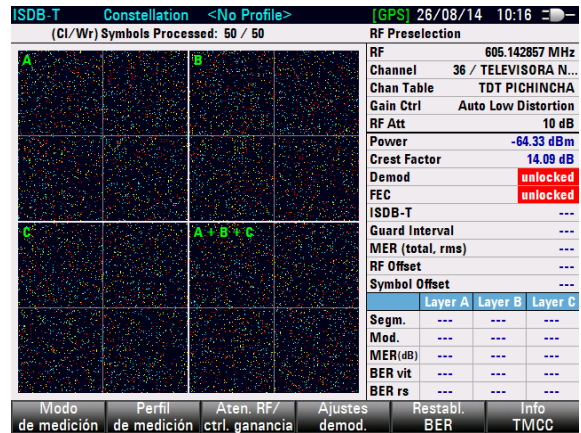 ISDB-T Constellation <No Profile> [GPS] 26/08/14 10:16
(Cl/Wr) Symbols Processed: 50 / 50
A
B
C
A + B + C
RF Preselection
RF 605.142857 MHz
Channel 36 / TELEVISORA N...
Chan Table TDT PICHINCHA
Gain Ctrl Auto Low Distortion
RF Att 10 dB
Power -64.33 dBm
Crest Factor 14.09 dB
Demod unlocked
FEC unlocked
ISDB-T ---
Guard Interval ---
MER (total, rms) ---
RF Offset ---
Symbol Offset ---
Layer A Layer B Layer C
Segm. --- --- ---
Mod. --- --- ---
MER(dB) --- --- ---
BER vit --- --- ---
BER rs --- --- ---
Modo de medición
Perfil de medición
Aten. RF/ ctrl. ganancia
Ajustes demod.
Restabl. BER
Info TMCC